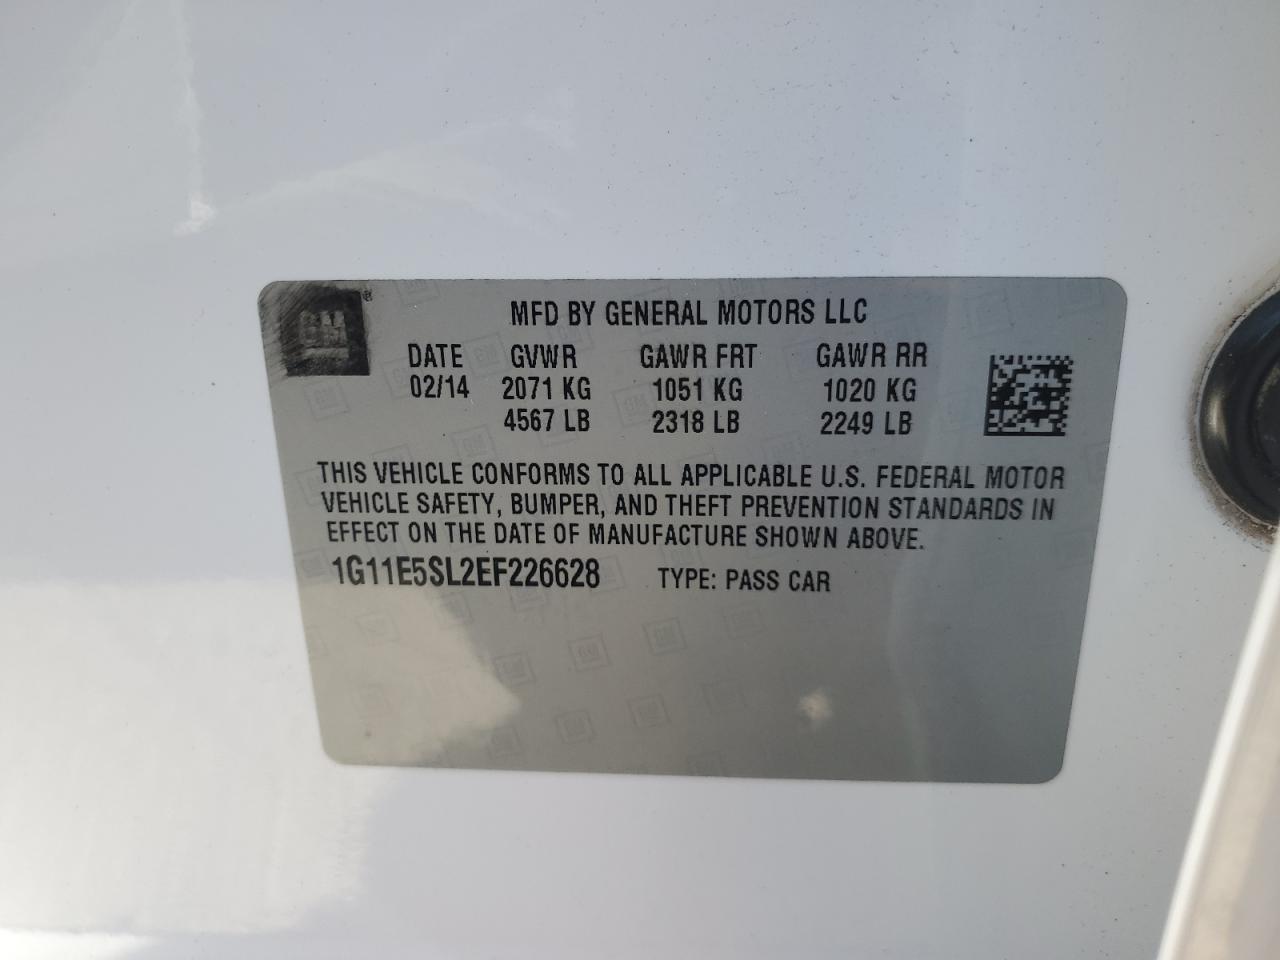 GM®
MFD BY GENERAL MOTORS LLC
DATE GVWR GAWR FRT GAWR RR
02/14 2071 KG 1051 KG 1020 KG
4567 LB 2318 LB 2249 LB
THIS VEHICLE CONFORMS TO ALL APPLICABLE U.S. FEDERAL MOTOR
VEHICLE SAFETY, BUMPER, AND THEFT PREVENTION STANDARDS IN
EFFECT ON THE DATE OF MANUFACTURE SHOWN ABOVE.
1G11E5SL2EF226628 TYPE: PASS CAR